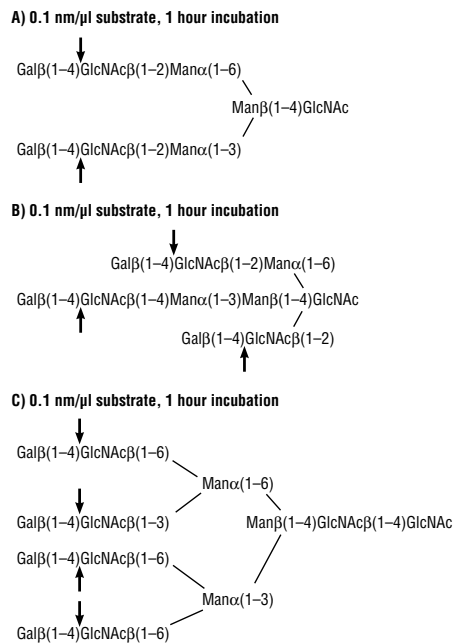 A) 0.1 nm/µl substrate, 1 hour incubation
Galβ(1–4)GlcNAcβ(1–2)Manα(1–6)
Manβ(1–4)GlcNAc
Galβ(1–4)GlcNAcβ(1–2)Manα(1–3)
B) 0.1 nm/µl substrate, 1 hour incubation
Galβ(1–4)GlcNAcβ(1–2)Manα(1–6)
Galβ(1–4)GlcNAcβ(1–4)Manα(1–3)Manβ(1–4)GlcNAc
Galβ(1–4)GlcNAcβ(1–2)
C) 0.1 nm/µl substrate, 1 hour incubation
Galβ(1–4)GlcNAcβ(1–6)
Manα(1–6)
Galβ(1–4)GlcNAcβ(1–3)
Manβ(1–4)GlcNAcβ(1–4)GlcNAc
Galβ(1–4)GlcNAcβ(1–6)
Manα(1–3)
Galβ(1–4)GlcNAcβ(1–6)